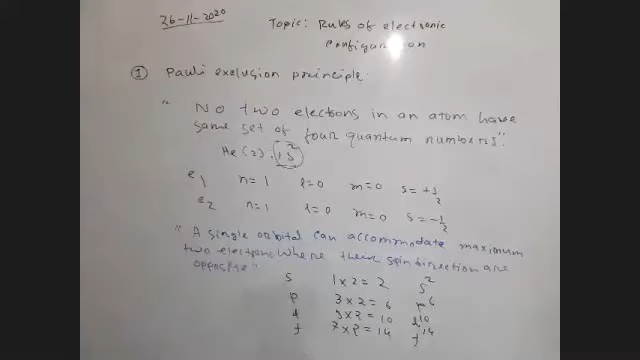 26-11-2020
Topic: Rules of electronic
configuration
① Pauli exclusion principle:
" No two electrons in an atom have
same set of four quantum numbers".
He(2): 1s²
e₁ n=1 l=0 m=0 s=+1/2
e₂ n=1 l=0 m=0 s=-1/2
" A single orbital can accommodate maximum
two electrons where their spin direction are
opposite"
s 1×2=2 s²
p 3×2=6 p⁶
d 5×2=10 d¹⁰
f 7×2=14 f¹⁴